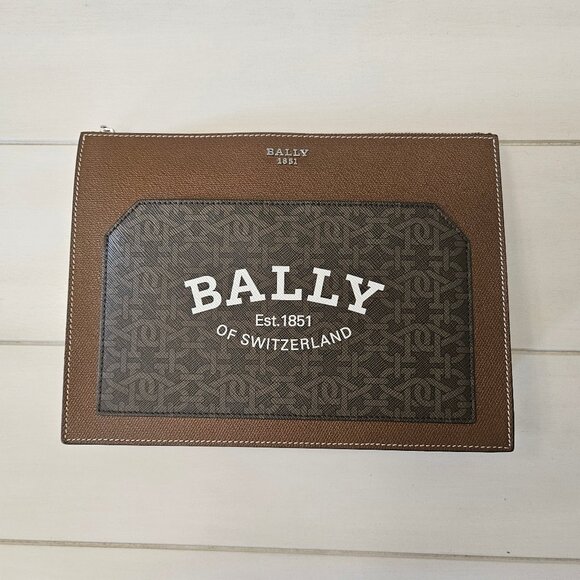 BALLY
1851
BALLY
Est.1851
OF SWITZERLAND